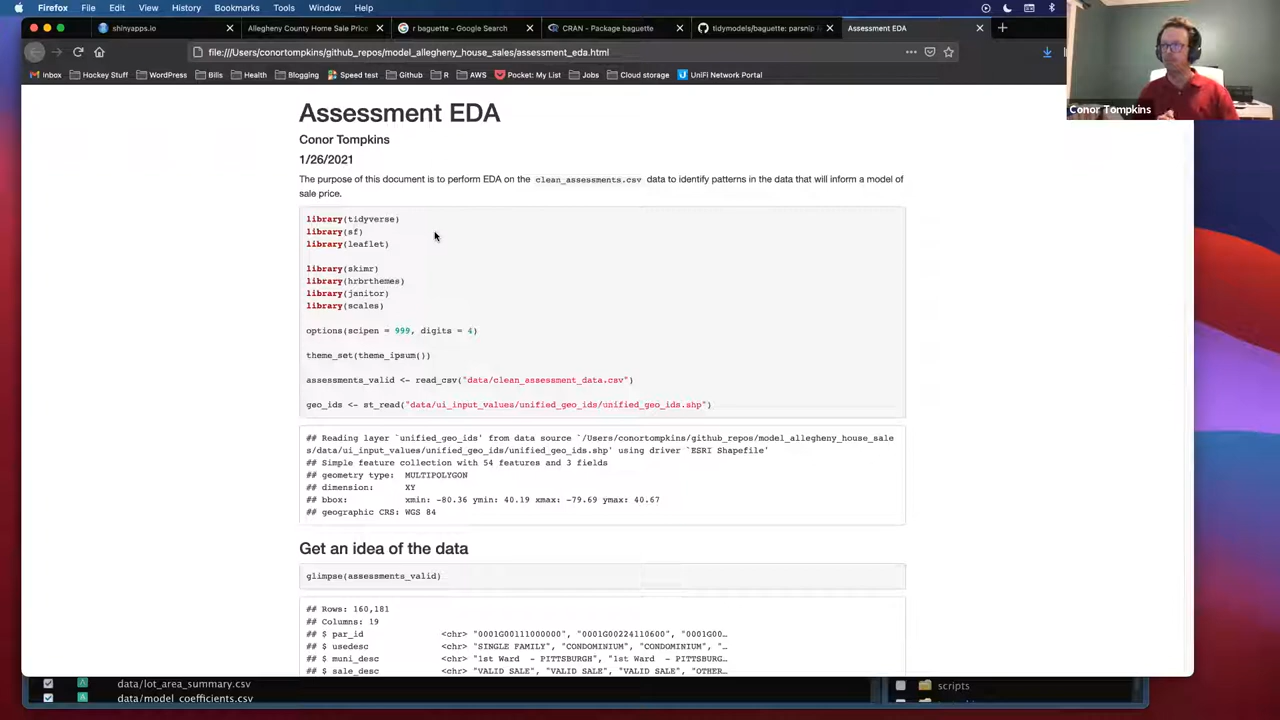 Firefox File Edit View History Bookmarks Tools Window Help
shinyapps.io
Allegheny County Home Sale Price
r baguette - Google Search
CRAN - Package baguette
tidymodels/baguette: parsnip
Assessment EDA
file:///Users/conortompkins/github_repos/model_allegheny_house_sales/assessment_eda.html
Inbox Hockey Stuff WordPress Bills Health Blogging Speed test Github R AWS Pocket: My List Jobs Cloud storage UniFi Network Portal
Conor Tompkins
Assessment EDA
Conor Tompkins
1/26/2021
The purpose of this document is to perform EDA on the clean_assessments.csv data to identify patterns in the data that will inform a model of
sale price.
library(tidyverse)
library(sf)
library(leaflet)
library(skimr)
library(hrbrthemes)
library(janitor)
library(scales)
options(scipen = 999, digits = 4)
theme_set(theme_ipsum())
assessments_valid <- read_csv("data/clean_assessment_data.csv")
geo_ids <- st_read("data/ui_input_values/unified_geo_ids/unified_geo_ids.shp")
## Reading layer `unified_geo_ids' from data source `/Users/conortompkins/github_repos/model_allegheny_house_sale
s/data/ui_input_values/unified_geo_ids/unified_geo_ids.shp' using driver `ESRI Shapefile'
## Simple feature collection with 54 features and 3 fields
## geometry type: MULTIPOLYGON
## dimension: XY
## bbox: xmin: -80.36 ymin: 40.19 xmax: -79.69 ymax: 40.67
## geographic CRS: WGS 84
Get an idea of the data
glimpse(assessments_valid)
## Rows: 160,181
## Columns: 19
## $ par_id <chr> "0001G00111000000", "0001G00224110600", "0001G00…
## $ usedesc <chr> "SINGLE FAMILY", "CONDOMINIUM", "CONDOMINIUM", "…
## $ muni_desc <chr> "1st Ward - PITTSBURGH", "1st Ward - PITTSBURG…
## $ sale_desc <chr> "VALID SALE", "VALID SALE", "VALID SALE", "OTHER…
data/lot_area_summary.csv
scripts
data/model_coefficients.csv